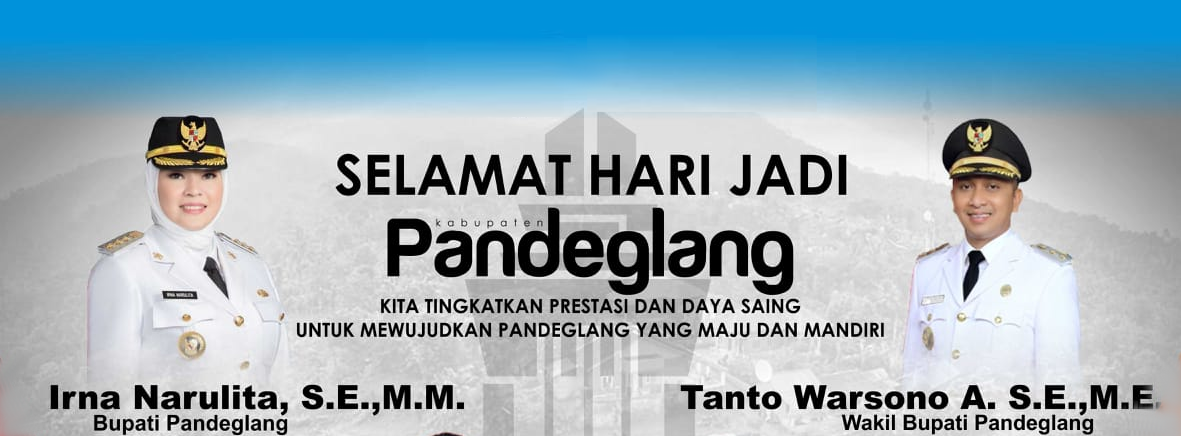 SELAMAT HARI JADI
kabupaten
Pandeglang
KITA TINGKATKAN PRESTASI DAN DAYA SAING
UNTUK MEWUJUDKAN PANDEGLANG YANG MAJU DAN MANDIRI
IRNA NARULITA
Irna Narulita, S.E.,M.M.
Bupati Pandeglang
Tanto Warsono A. S.E.,M.E.
Wakil Bupati Pandeglang